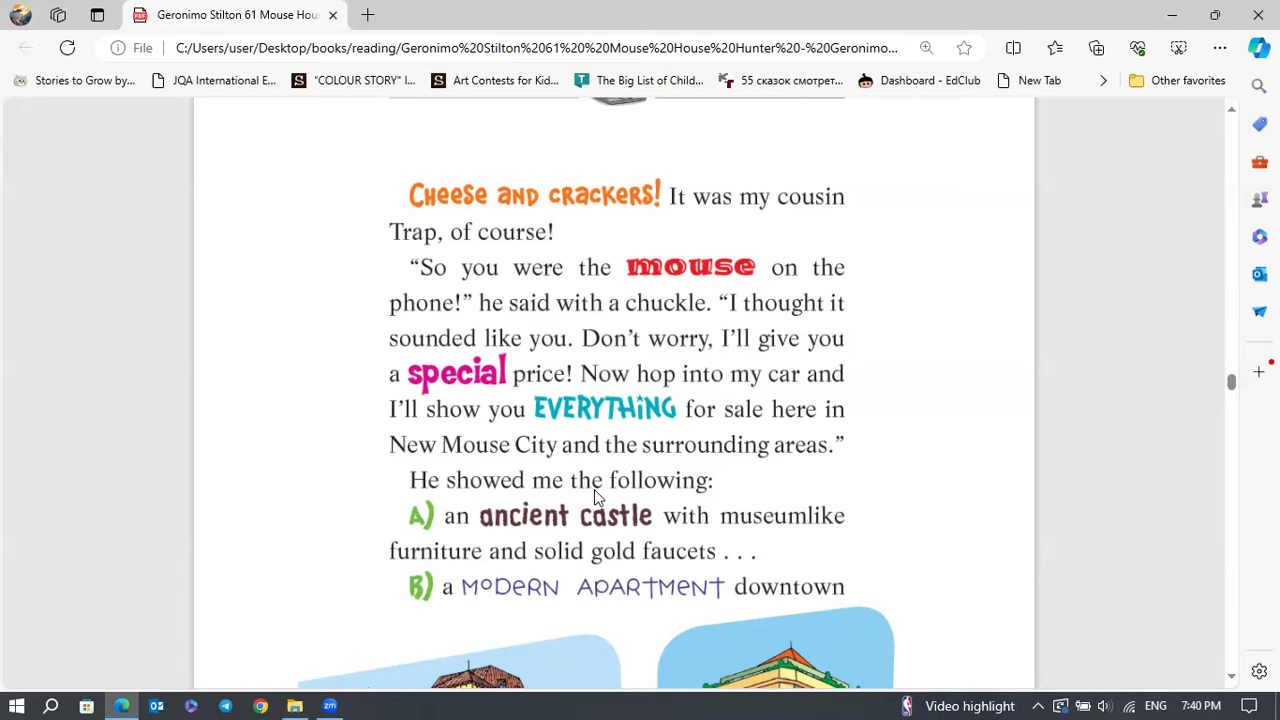 Geronimo Stilton 61 Mouse Hou
File
C:/Users/user/Desktop/books/reading/Geronimo%20Stilton%2061%20%20Mouse%20House%20Hunter%20-%20Geronimo...
Stories to Grow by...
JQA International E...
"COLOUR STORY" I...
Art Contests for Kid...
The Big List of Child...
55 сказок смотрет...
Dashboard - EdClub
New Tab
Other favorites
Cheese and crackers! It was my cousin
Trap, of course!
“So you were the mouse on the
phone!” he said with a chuckle. “I thought it
sounded like you. Don’t worry, I’ll give you
a special price! Now hop into my car and
I’ll show you EVERYTHING for sale here in
New Mouse City and the surrounding areas.”
He showed me the following:
A) an ancient castle with museumlike
furniture and solid gold faucets . . .
B) a MODERN APARTMENT downtown
Video highlight
ENG
7:40 PM